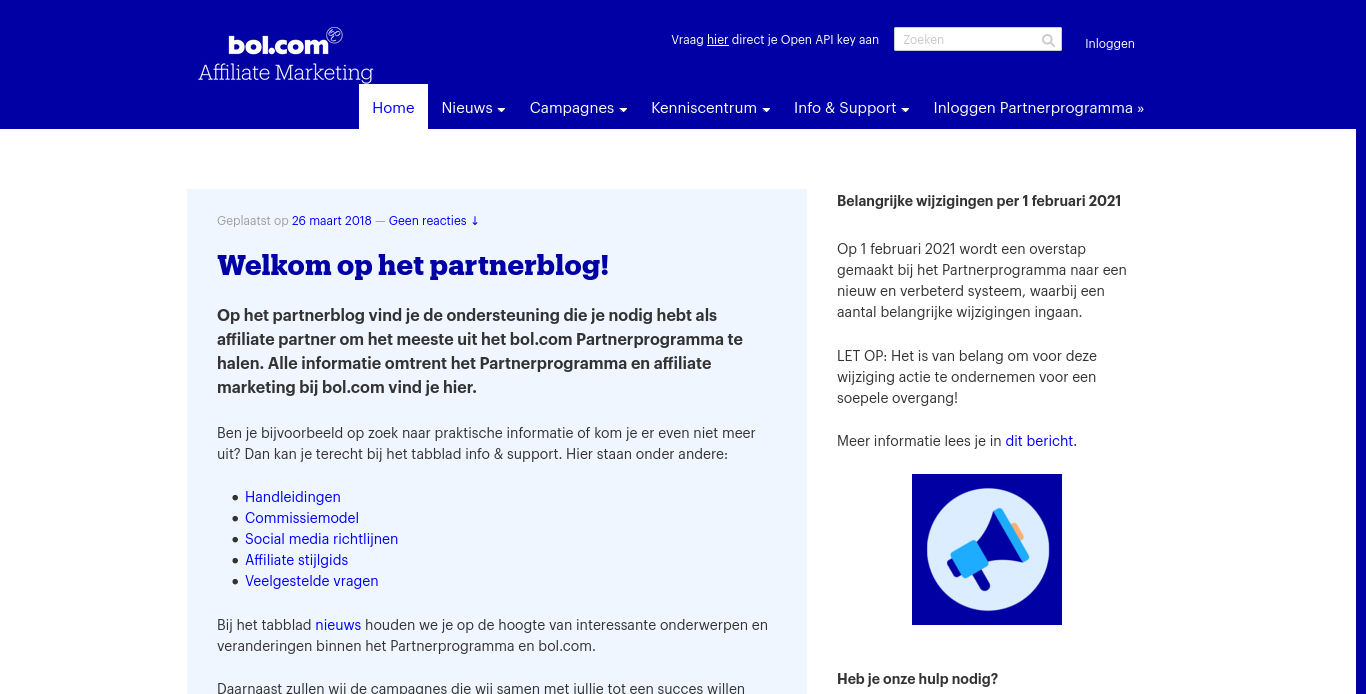 bol.com
Affiliate Marketing
Vraag hier direct je Open API key aan
Zoeken
Inloggen
Home
Nieuws
Campagnes
Kenniscentrum
Info & Support
Inloggen Partnerprogramma »
Geplaatst op 26 maart 2018 — Geen reacties ↓
Welkom op het partnerblog!
Op het partnerblog vind je de ondersteuning die je nodig hebt als
affiliate partner om het meeste uit het bol.com Partnerprogramma te
halen. Alle informatie omtrent het Partnerprogramma en affiliate
marketing bij bol.com vind je hier.
Ben je bijvoorbeeld op zoek naar praktische informatie of kom je er even niet meer
uit? Dan kan je terecht bij het tabblad info & support. Hier staan onder andere:
• Handleidingen
• Commissiemodel
• Social media richtlijnen
• Affiliate stijlgids
• Veelgestelde vragen
Bij het tabblad nieuws houden we je op de hoogte van interessante onderwerpen en
veranderingen binnen het Partnerprogramma en bol.com.
Daarnaast zullen wij de campagnes die wij samen met jullie tot een succes willen
Belangrijke wijzigingen per 1 februari 2021
Op 1 februari 2021 wordt een overstap
gemaakt bij het Partnerprogramma naar een
nieuw en verbeterd systeem, waarbij een
aantal belangrijke wijzigingen ingaan.
LET OP: Het is van belang om voor deze
wijziging actie te ondernemen voor een
soepele overgang!
Meer informatie lees je in dit bericht.
Heb je onze hulp nodig?